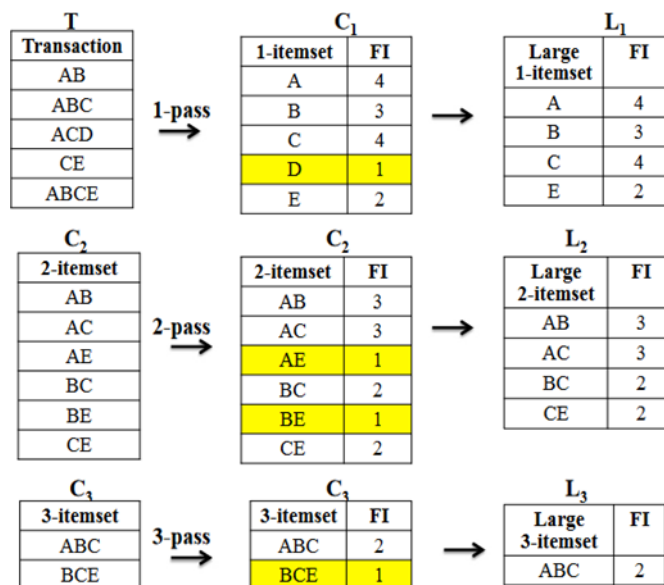 T
Transaction
AB
ABC
ACD
CE
ABCE
1-pass
C1
1-itemset FI
A 4
B 3
C 4
D 1
E 2
L1
Large FI
1-itemset
A 4
B 3
C 4
E 2
C2
2-itemset
AB
AC
AE
BC
BE
CE
2-pass
C2
2-itemset FI
AB 3
AC 3
AE 1
BC 2
BE 1
CE 2
L2
Large FI
2-itemset
AB 3
AC 3
BC 2
CE 2
C3
3-itemset
ABC
BCE
3-pass
C3
3-itemset FI
ABC 2
BCE 1
L3
Large FI
3-itemset
ABC 2